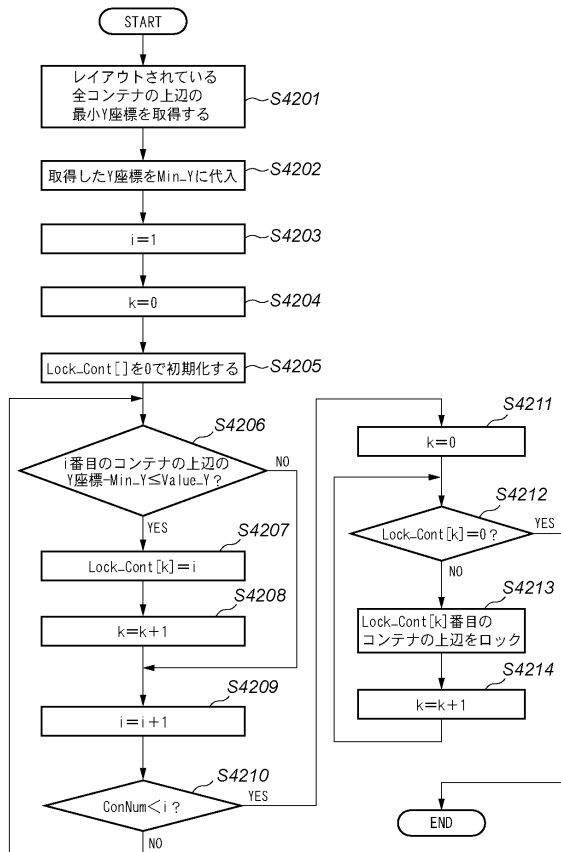 START
レイアウトされている
全コンテナの上辺の
最小Y座標を取得する
S4201
取得したY座標をMin_Yに代入
S4202
i=1
S4203
k=0
S4204
Lock_Cont[]を0で初期化する
S4205
S4206
i番目のコンテナの上辺の
Y座標-Min_Y≤Value_Y?
NO
YES
S4207
Lock_Cont[k]=i
S4208
k=k+1
S4209
i=i+1
S4210
ConNum<i?
YES
NO
S4211
k=0
S4212
Lock_Cont[k]=0?
YES
NO
S4213
Lock_Cont[k]番目の
コンテナの上辺をロック
S4214
k=k+1
END